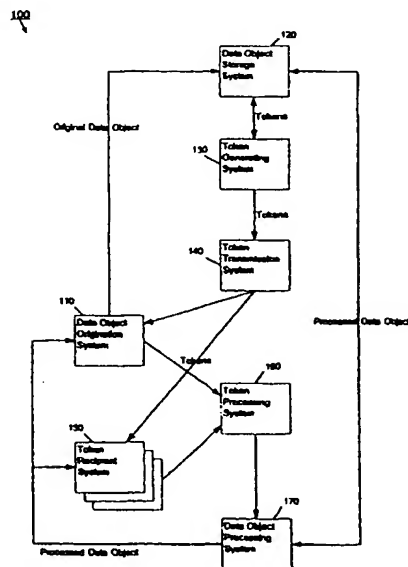 100
120
Data Object
Storage
System
Original Data Object
Tokens
130
Token
Generating
System
Tokens
140
Token
Transmission
System
110
Data Object
Origination
System
Processed Data Object
Tokens
160
Token
Processing
System
150
Token
Recipient
System
170
Data Object
Processing
System
Processed Data Object